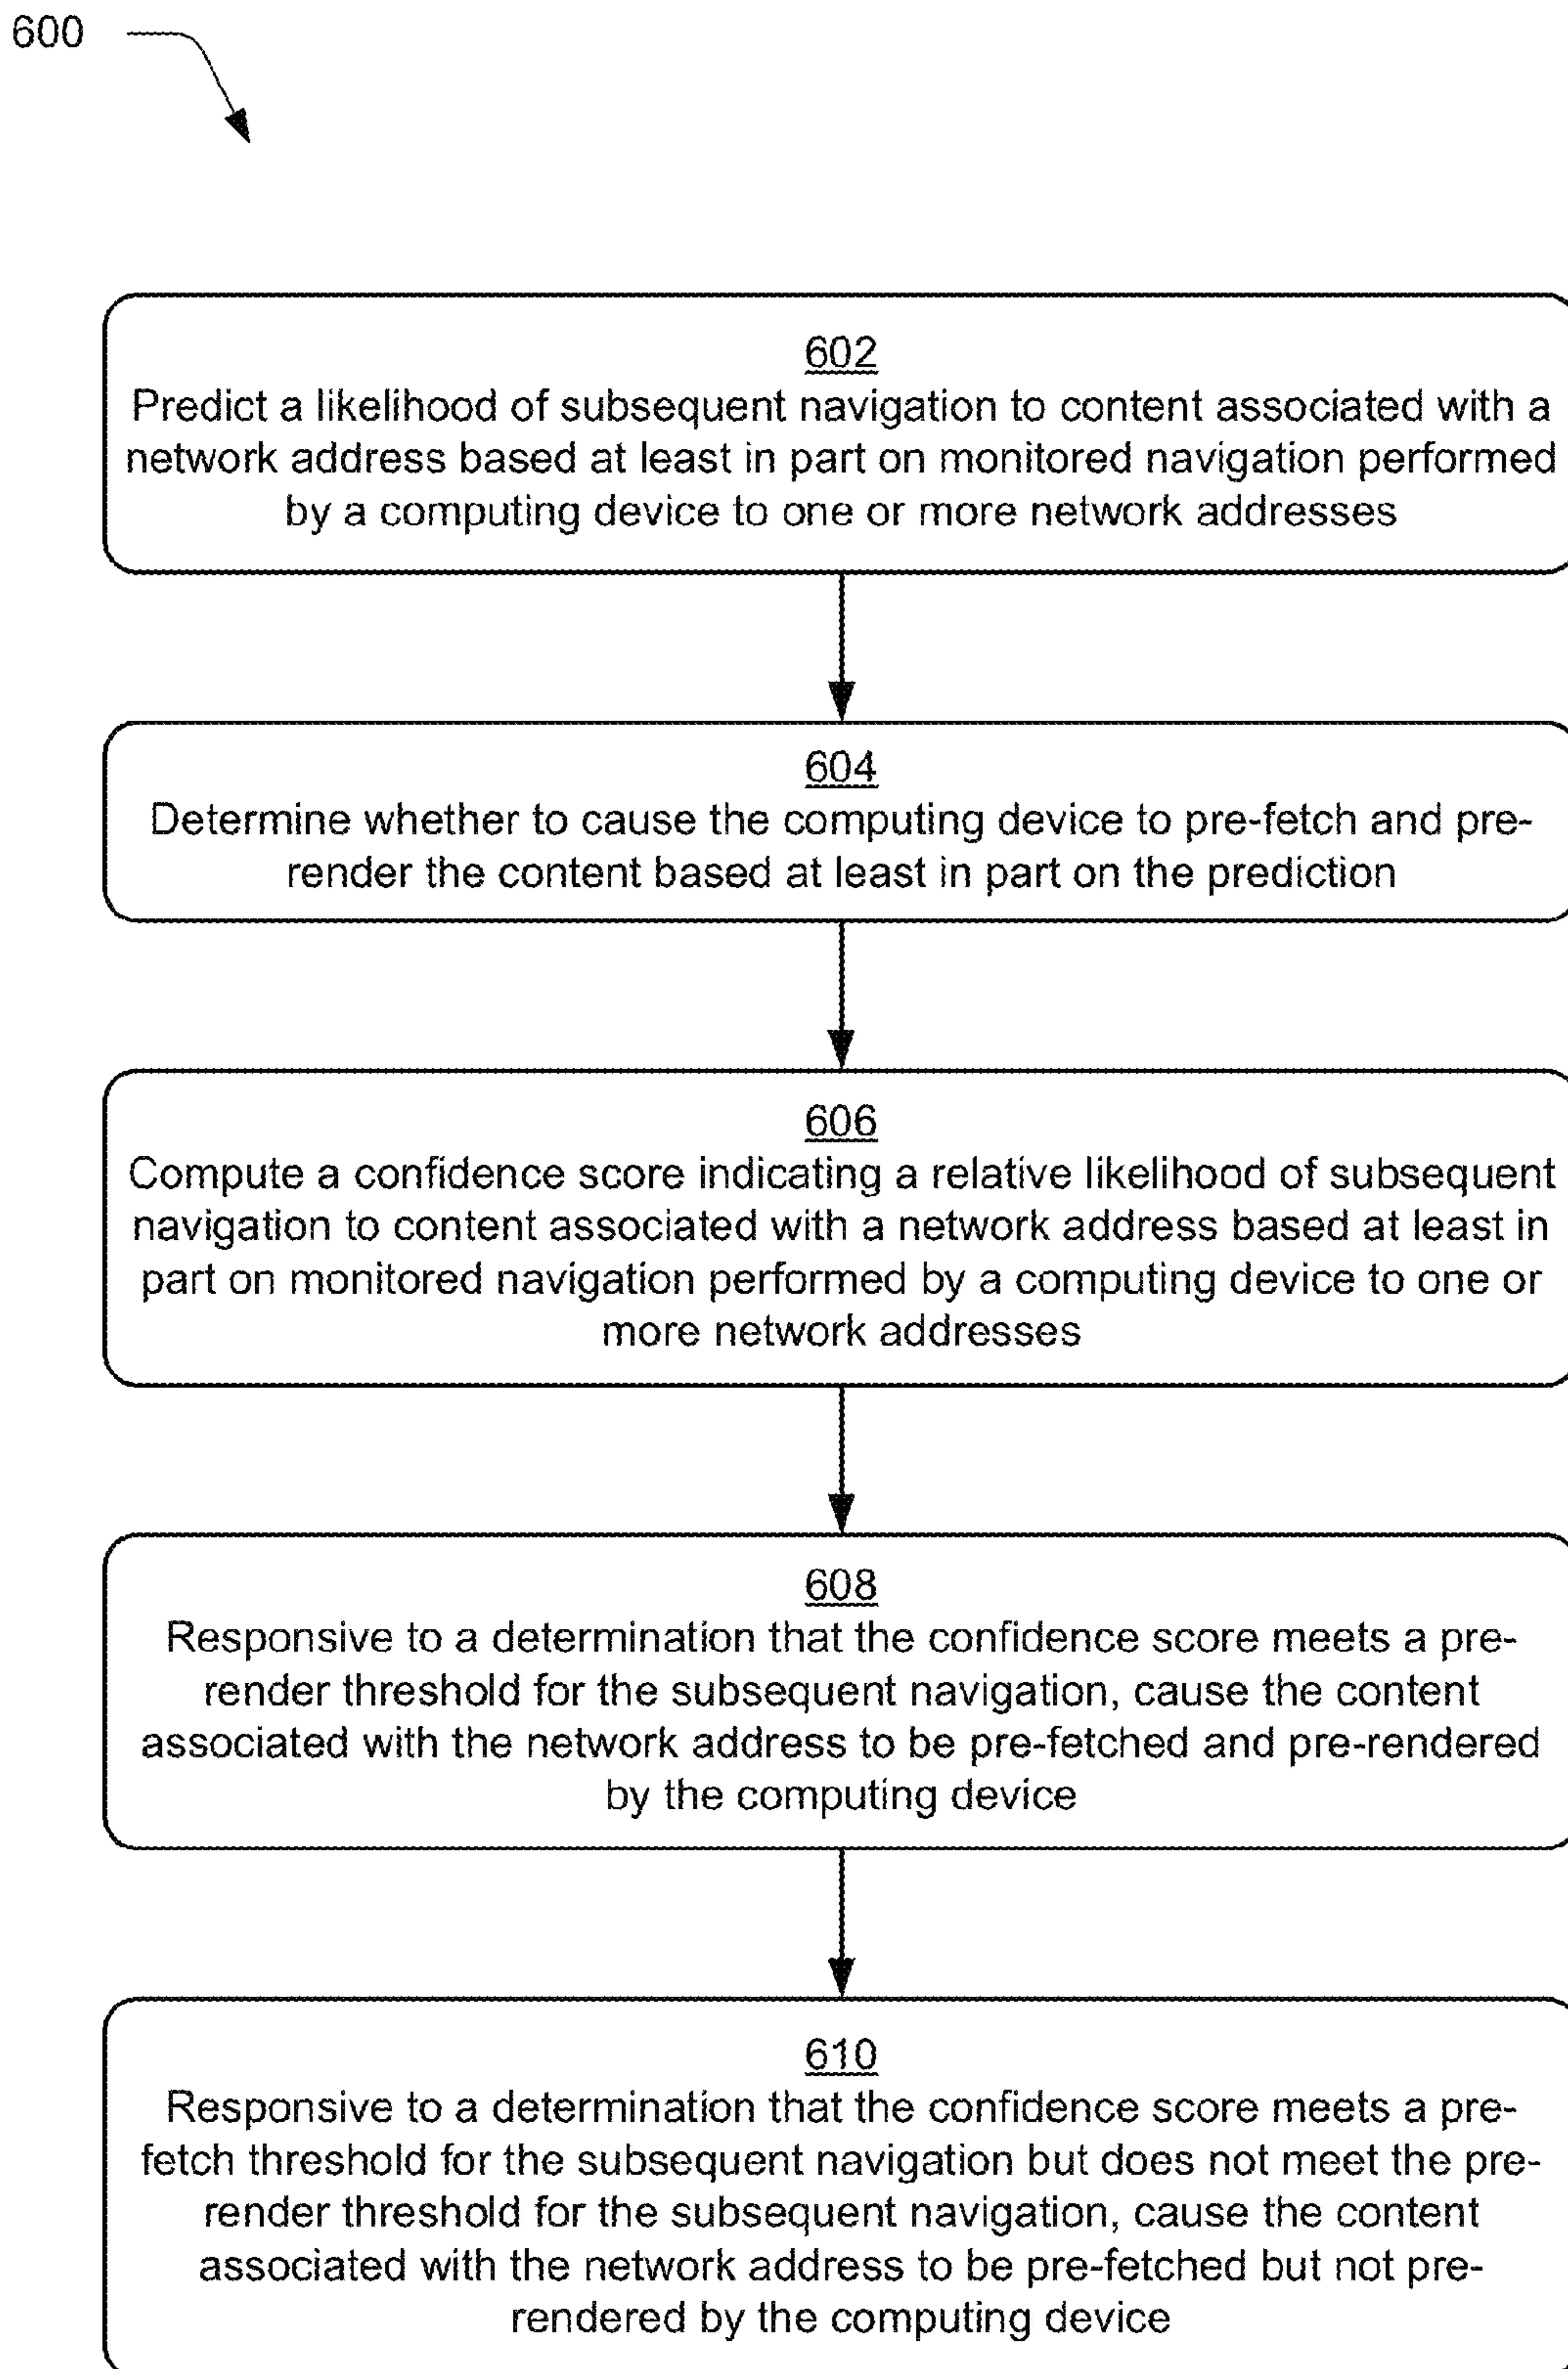 600
602
Predict a likelihood of subsequent navigation to content associated with a
network address based at least in part on monitored navigation performed
by a computing device to one or more network addresses
604
Determine whether to cause the computing device to pre-fetch and pre-
render the content based at least in part on the prediction
606
Compute a confidence score indicating a relative likelihood of subsequent
navigation to content associated with a network address based at least in
part on monitored navigation performed by a computing device to one or
more network addresses
608
Responsive to a determination that the confidence score meets a pre-
render threshold for the subsequent navigation, cause the content
associated with the network address to be pre-fetched and pre-rendered
by the computing device
610
Responsive to a determination that the confidence score meets a pre-
fetch threshold for the subsequent navigation but does not meet the pre-
render threshold for the subsequent navigation, cause the content
associated with the network address to be pre-fetched but not pre-
rendered by the computing device